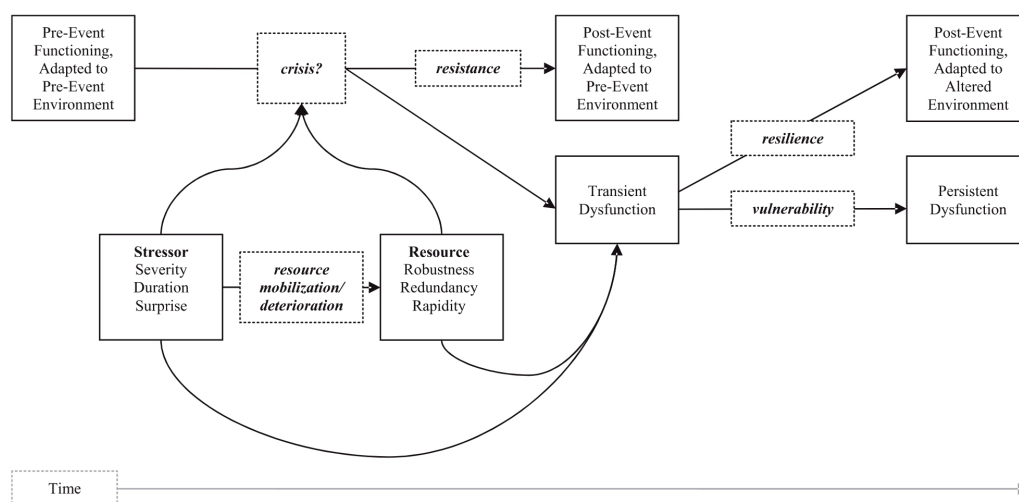 Pre-Event
Functioning,
Adapted to
Pre-Event
Environment
crisis?
resistance
Post-Event
Functioning,
Adapted to
Pre-Event
Environment
Post-Event
Functioning,
Adapted to
Altered
Environment
resilience
Transient
Dysfunction
vulnerability
Persistent
Dysfunction
Stressor
Severity
Duration
Surprise
resource
mobilization/
deterioration
Resource
Robustness
Redundancy
Rapidity
Time